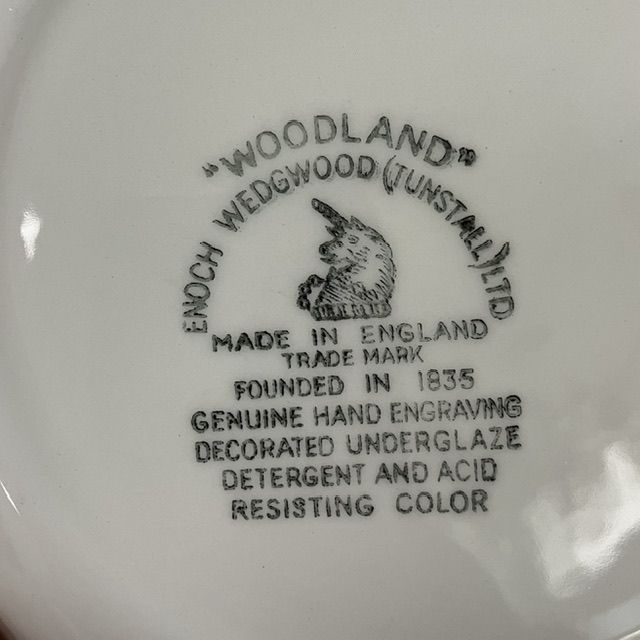 "WOODLAND"
ENOCH WEDGWOOD (TUNSTALL) LTD
MADE IN ENGLAND
TRADE MARK
FOUNDED IN 1835
GENUINE HAND ENGRAVING
DECORATED UNDERGLAZE
DETERGENT AND ACID
RESISTING COLOR